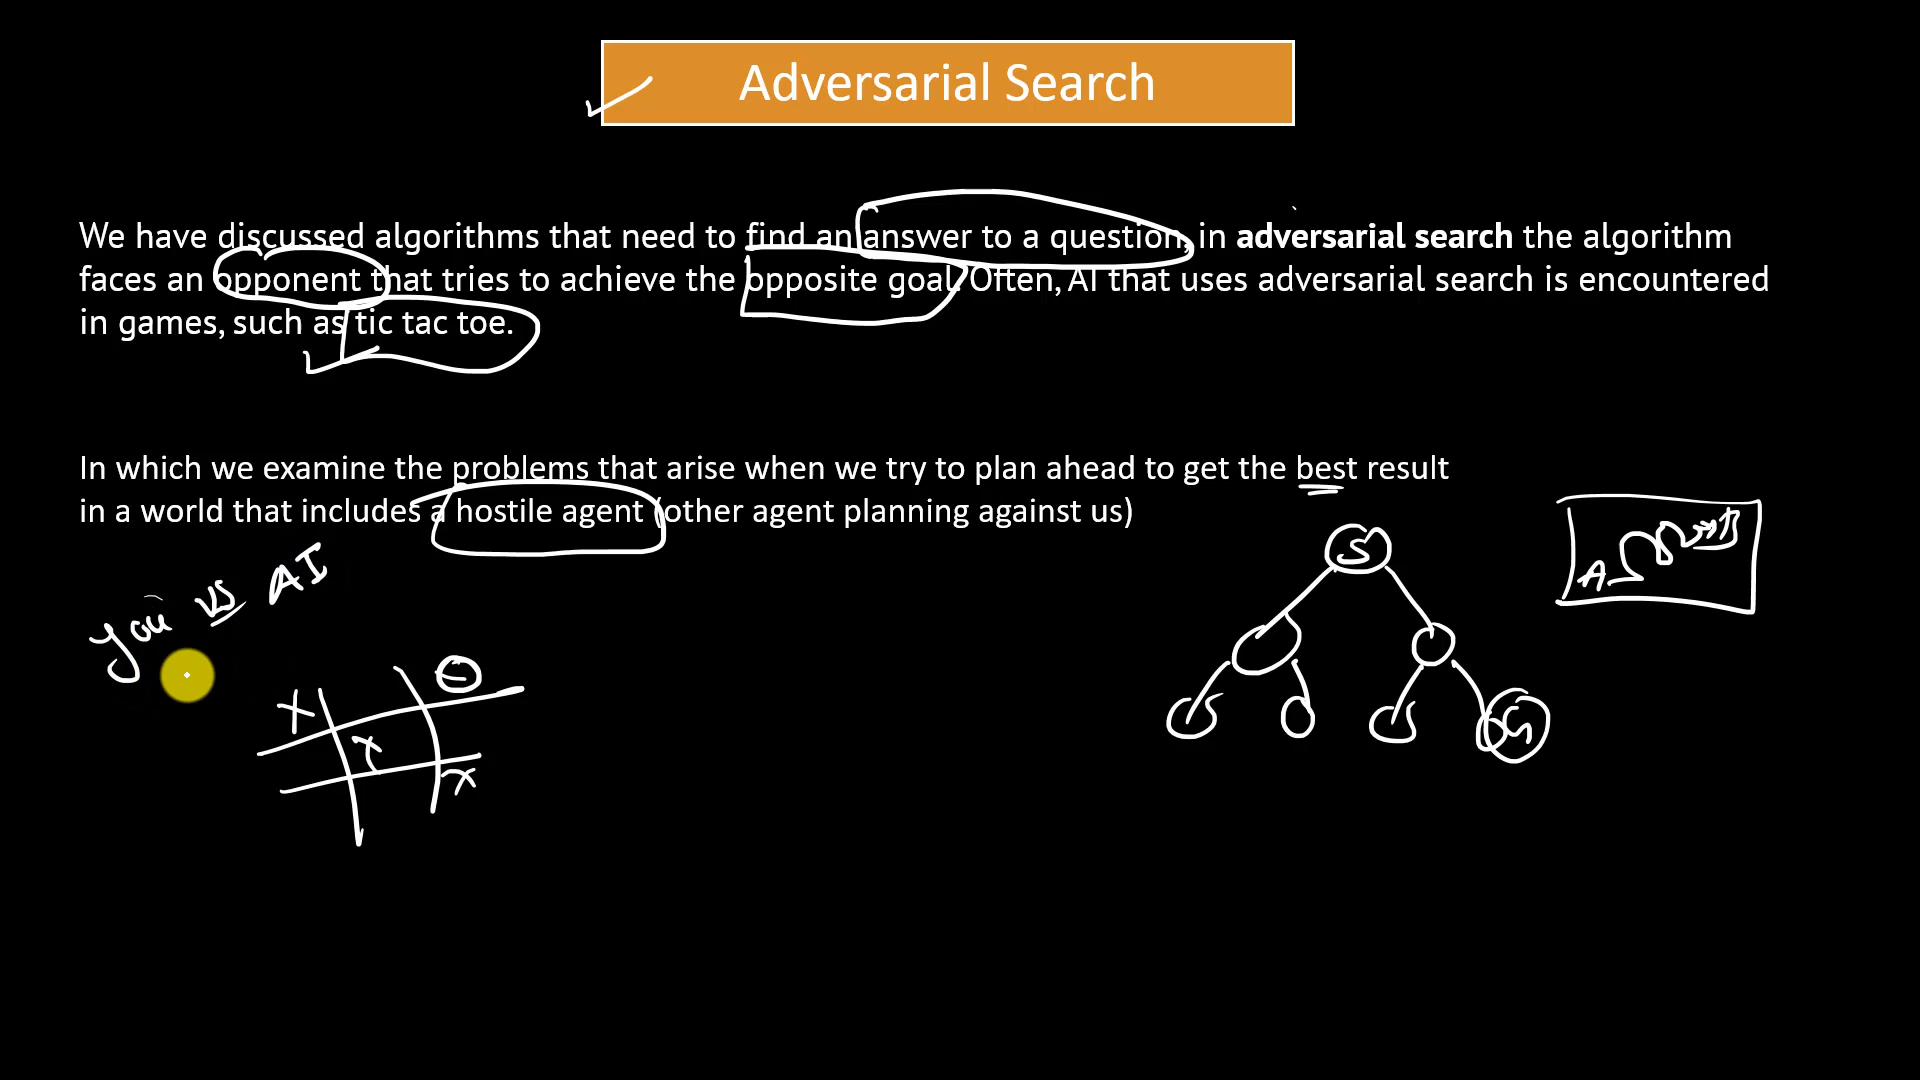 Adversarial Search
We have discussed algorithms that need to find an answer to a question, in adversarial search the algorithm
faces an opponent that tries to achieve the opposite goal. Often, AI that uses adversarial search is encountered
in games, such as tic tac toe.
In which we examine the problems that arise when we try to plan ahead to get the best result
in a world that includes a hostile agent (other agent planning against us)
you vs AI
S
A
X
X
X
G